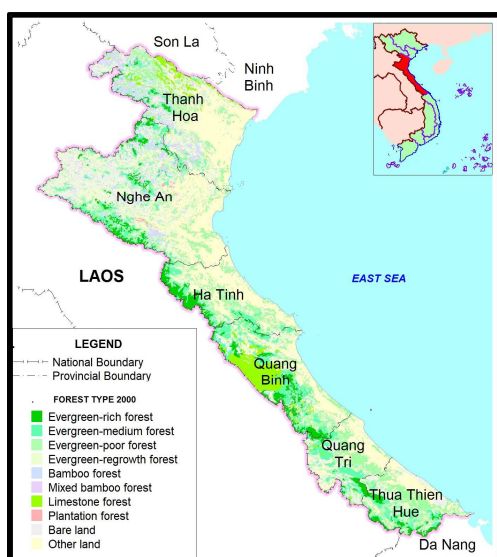 Son La
Ninh
Binh
Thanh
Hoa
Nghe An
LAOS
EAST SEA
Ha Tinh
Quang
Binh
Quang
Tri
Thua Thien
Hue
Da Nang
LEGEND
National Boundary
Provincial Boundary
FOREST TYPE 2000
Evergreen-rich forest
Evergreen-medium forest
Evergreen-poor forest
Evergreen-regrowth forest
Bamboo forest
Mixed bamboo forest
Limestone forest
Plantation forest
Bare land
Other land